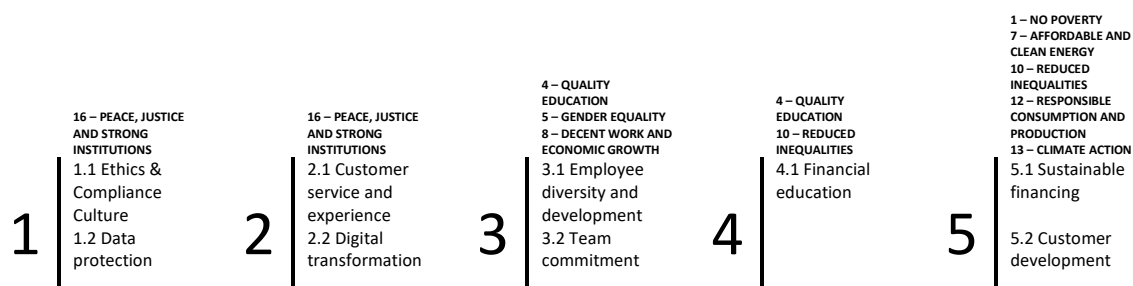 16 – PEACE, JUSTICE
AND STRONG
INSTITUTIONS
1
1.1 Ethics &
Compliance
Culture
1.2 Data
protection
16 – PEACE, JUSTICE
AND STRONG
INSTITUTIONS
2
2.1 Customer
service and
experience
2.2 Digital
transformation
4 – QUALITY
EDUCATION
5 – GENDER EQUALITY
8 – DECENT WORK AND
ECONOMIC GROWTH
3
3.1 Employee
diversity and
development
3.2 Team
commitment
4 – QUALITY
EDUCATION
10 – REDUCED
INEQUALITIES
4
4.1 Financial
education
1 – NO POVERTY
7 – AFFORDABLE AND
CLEAN ENERGY
10 – REDUCED
INEQUALITIES
12 – RESPONSIBLE
CONSUMPTION AND
PRODUCTION
13 – CLIMATE ACTION
5
5.1 Sustainable
financing
5.2 Customer
development